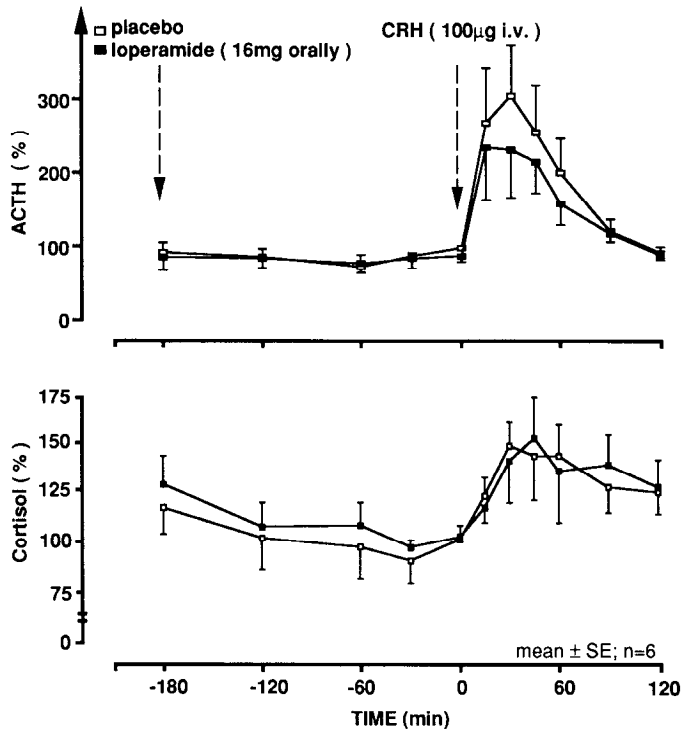 placebo
loperamide ( 16mg orally )
CRH ( 100µg i.v. )
ACTH ( % )
300
200
100
0
Cortisol ( % )
175
150
125
100
75
0
mean ± SE; n=6
-180 -120 -60 0 60 120
TIME (min)